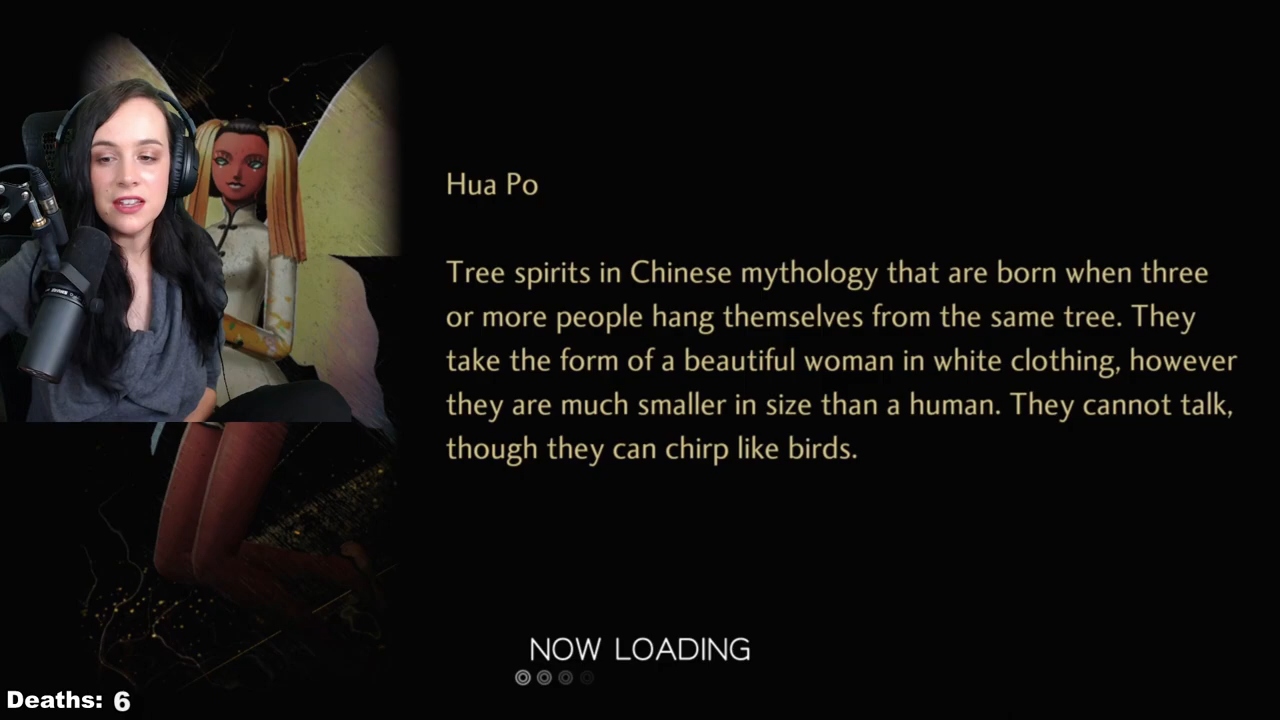 Hua Po
Tree spirits in Chinese mythology that are born when three
or more people hang themselves from the same tree. They
take the form of a beautiful woman in white clothing, however
they are much smaller in size than a human. They cannot talk,
though they can chirp like birds.
NOW LOADING
Deaths: 6